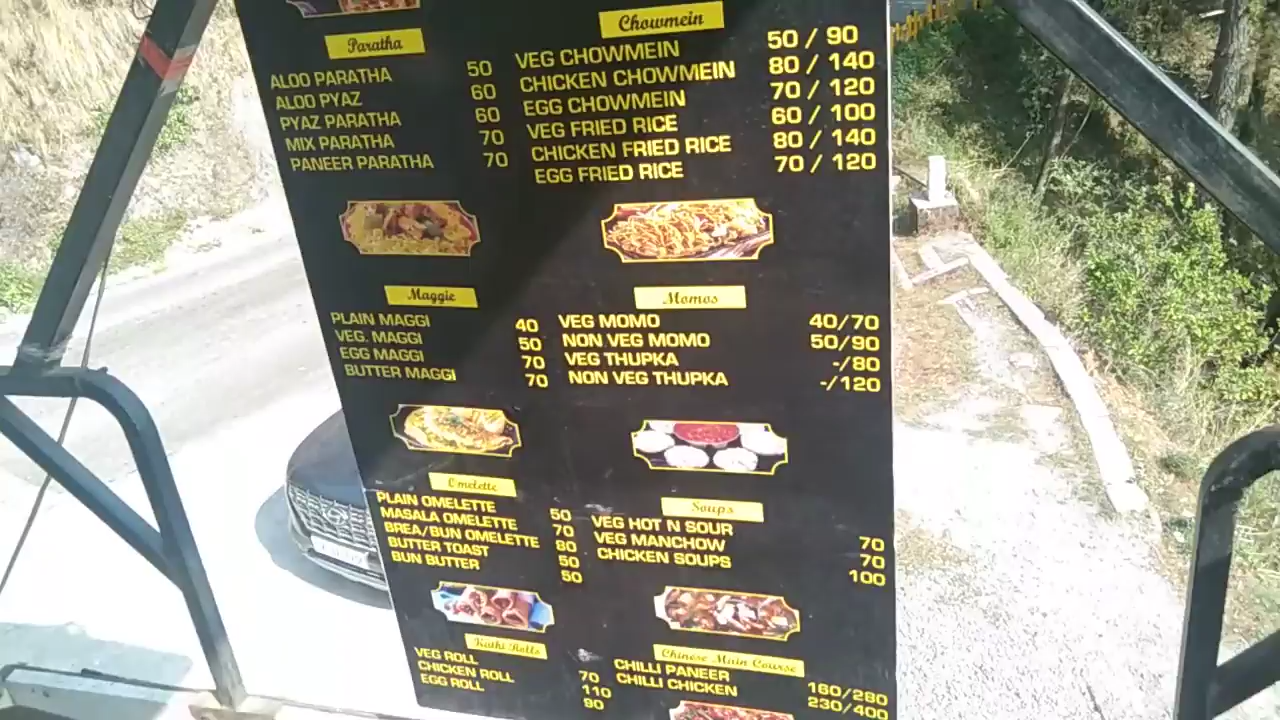 Paratha
ALOO PARATHA 50
ALOO PYAZ 60
PYAZ PARATHA 60
MIX PARATHA 70
PANEER PARATHA 70
Chowmein
VEG CHOWMEIN 50 / 90
CHICKEN CHOWMEIN 80 / 140
EGG CHOWMEIN 70 / 120
VEG FRIED RICE 60 / 100
CHICKEN FRIED RICE 80 / 140
EGG FRIED RICE 70 / 120
Maggie
PLAIN MAGGI 40
VEG. MAGGI 50
EGG MAGGI 70
BUTTER MAGGI 70
Momos
VEG MOMO 40/70
NON VEG MOMO 50/90
VEG THUPKA -/80
NON VEG THUPKA -/120
Omelette
PLAIN OMELETTE 50
MASALA OMELETTE 70
BREA/BUN OMELETTE 80
BUTTER TOAST 50
BUN BUTTER 50
Soups
VEG HOT N SOUR 70
VEG MANCHOW 70
CHICKEN SOUPS 100
Kathi Rolls
VEG ROLL 70
CHICKEN ROLL 110
EGG ROLL 90
Chinese Main Course
CHILLI PANEER 160/280
CHILLI CHICKEN 230/400